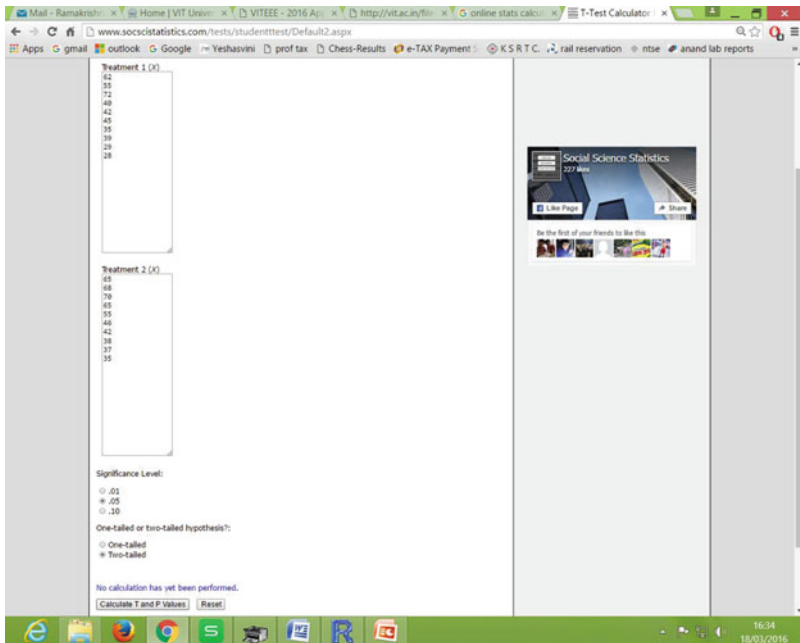 Mail - Ramakrish
Home | VIT Univer
VITEEE - 2016 Ap
http://vit.ac.in/file
online stats calcul
T-Test Calculator
www.socscistatistics.com/tests/studentttest/Default2.aspx
Apps
gmail
outlook
Google
Yeshasvini
prof tax
Chess-Results
e-TAX Payment S
K S R T C.
rail reservation
ntse
anand lab reports
Treatment 1 (X)
62
55
72
40
42
45
35
39
29
28
Social Science Statistics
227 likes
Like Page
Share
Be the first of your friends to like this
Treatment 2 (X)
65
68
70
65
55
42
38
37
35
Significance Level:
.01
.05
.10
One-tailed or two-tailed hypothesis?:
One-tailed
Two-tailed
No calculation has yet been performed.
Calculate T and P Values
Reset
16:34
18/03/2016